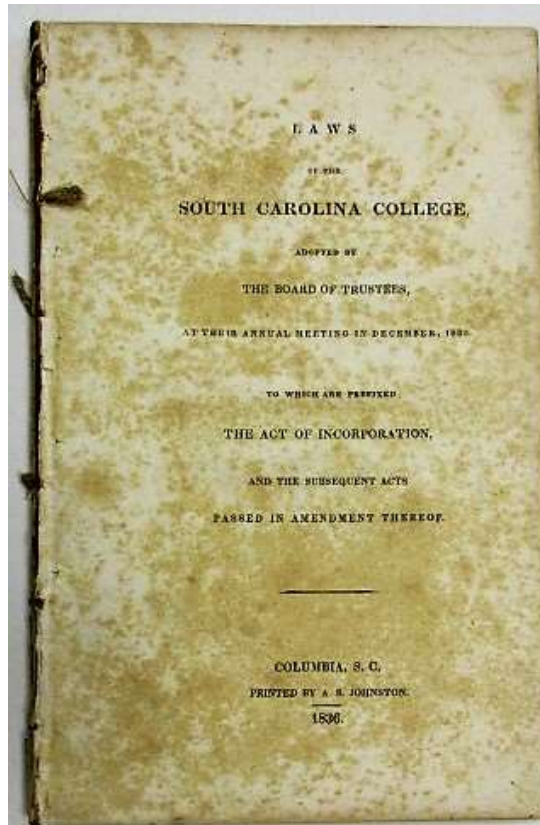 LAWS
OF THE
SOUTH CAROLINA COLLEGE,
ADOPTED BY
THE BOARD OF TRUSTEES,
AT THEIR ANNUAL MEETING IN DECEMBER,
TO WHICH ARE PREFIXED
THE ACT OF INCORPORATION,
AND THE SUBSEQUENT ACTS
PASSED IN AMENDMENT THEREOF.
COLUMBIA, S. C.
PRINTED BY A. S. JOHNSTON.
1836.